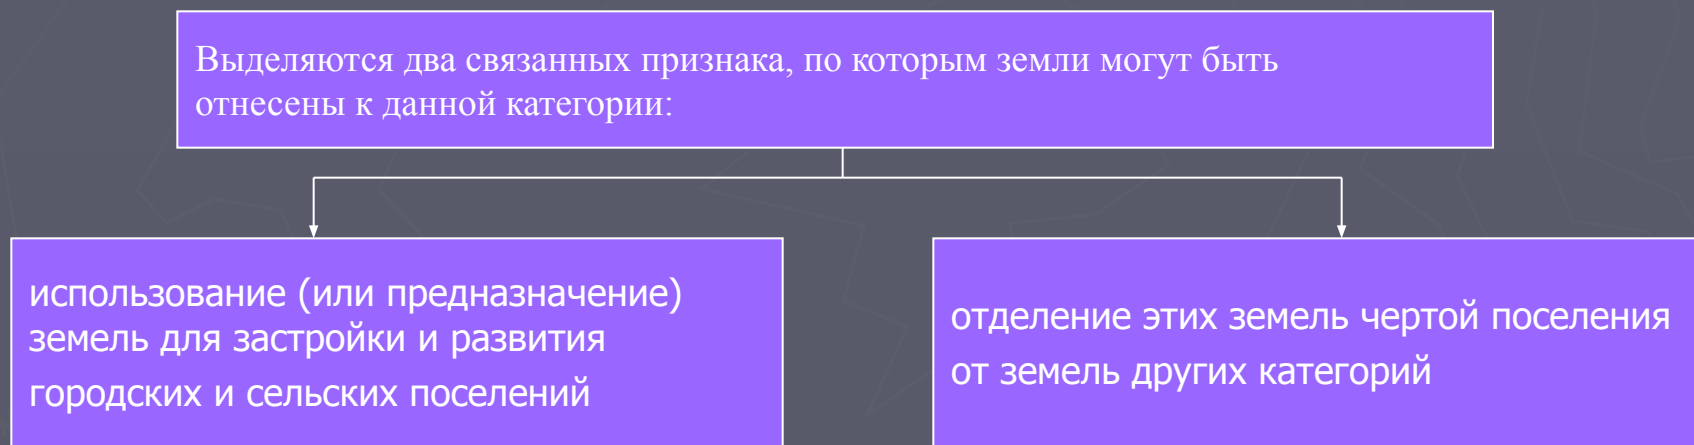 Выделяются два связанных признака, по которым земли могут быть
отнесены к данной категории:
использование (или предназначение)
земель для застройки и развития
городских и сельских поселений
отделение этих земель чертой поселения
от земель других категорий